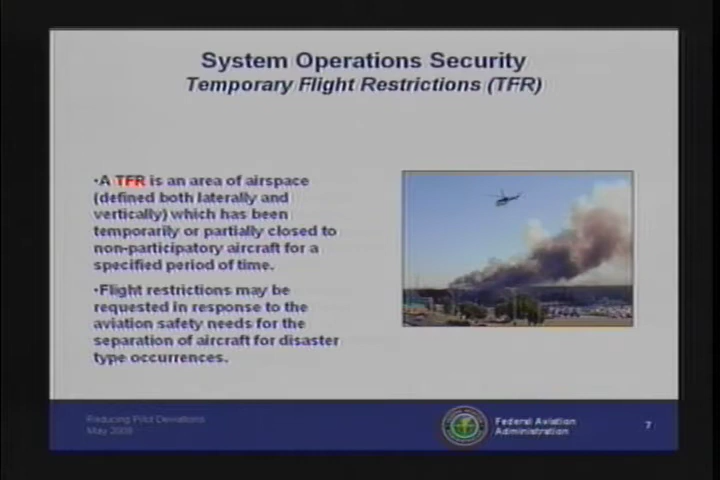 System Operations Security
Temporary Flight Restrictions (TFR)
•A TFR is an area of airspace
(defined both laterally and
vertically) which has been
temporarily or partially closed to
non-participatory aircraft for a
specified period of time.
•Flight restrictions may be
requested in response to the
aviation safety needs for the
separation of aircraft for disaster
type occurrences.
Reducing Pilot Deviations
May
Federal Aviation
Administration
7